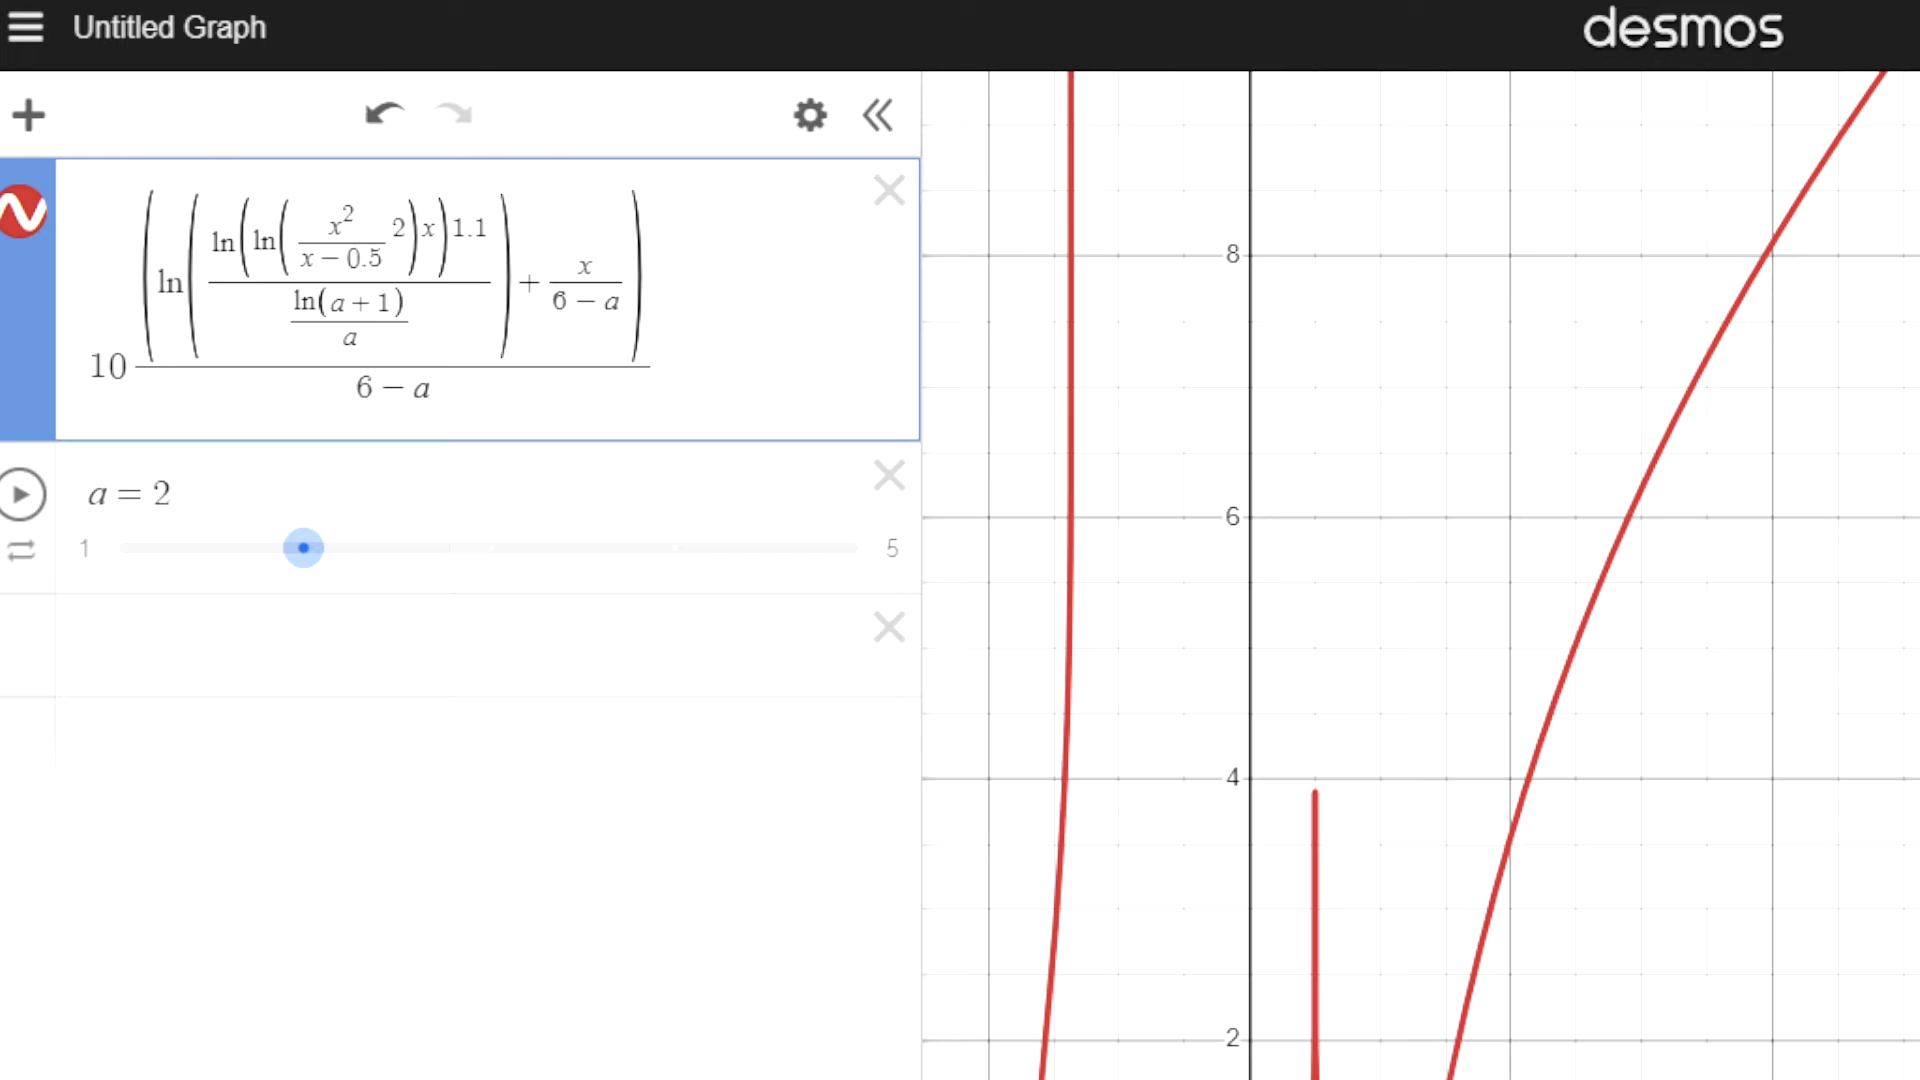 Untitled Graph
desmos
10 ( ln( ( ln( ln( x^2 / (x − 0.5) 2 ) x ) 1.1 ) / ( ln(a + 1) / a ) ) + x / (6 − a) ) / (6 − a)
a = 2
1
5
8
6
4
2